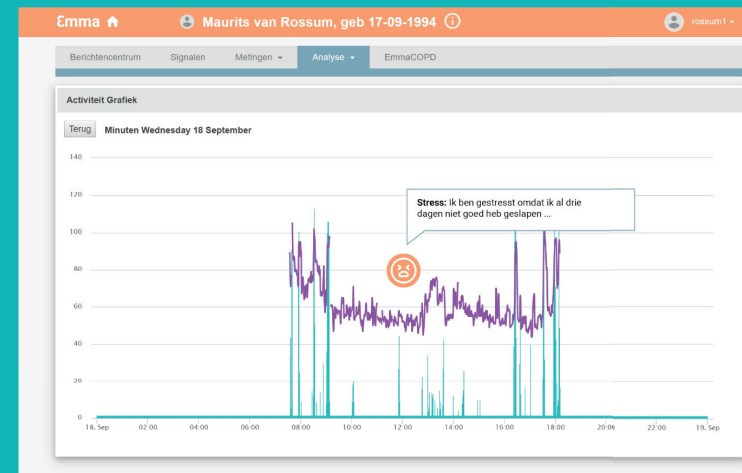 Emma
Maurits van Rossum, geb 17-09-1994
rossum1
Berichtencentrum Signalen Metingen Analyse EmmaCOPD
Activiteit Grafiek
Terug Minuten Wednesday 18 September
140
120
Stress: Ik ben gestresst omdat ik al drie
dagen niet goed heb geslapen ...
100
80
60
40
20
0
18. Sep 02:00 04:00 06:00 08:00 10:00 12:00 14:00 16:00 18:00 20:00 22:00 19. Sep